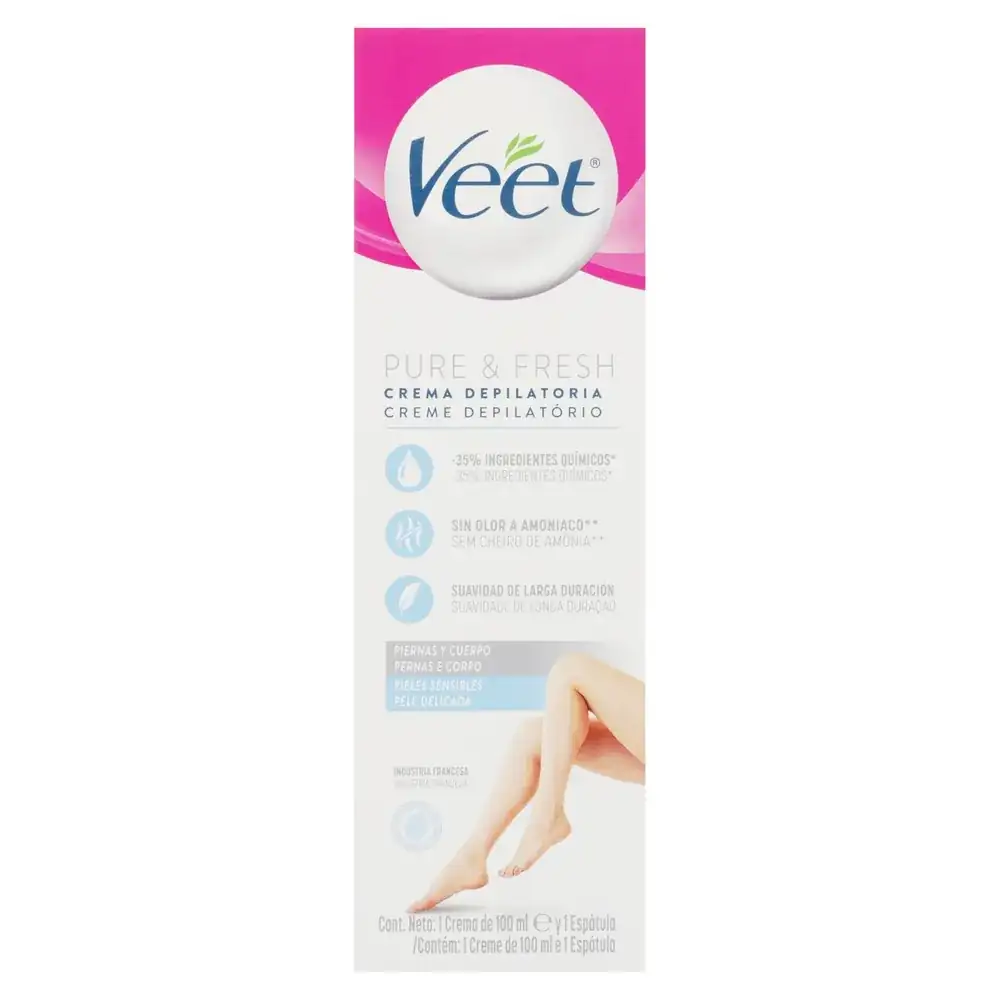 Veet®
PURE & FRESH
CREMA DEPILATORIA
CREME DEPILATÓRIO
-35% INGREDIENTES QUÍMICOS*
-35% INGREDIENTES QUÍMICOS*
SIN OLOR A AMONIACO**
SEM CHEIRO DE AMÔNIA**
SUAVIDAD DE LARGA DURACIÓN
SUAVIDADE DE LONGA DURAÇÃO
PIERNAS Y CUERPO
PERNAS E CORPO
PIELES SENSIBLES
PELE DELICADA
INDUSTRIA FRANCESA
Cont. Neto: 1 Crema de 100 ml ℮ y 1 Espátula
/Contém: 1 Creme de 100 ml e 1 Espátula